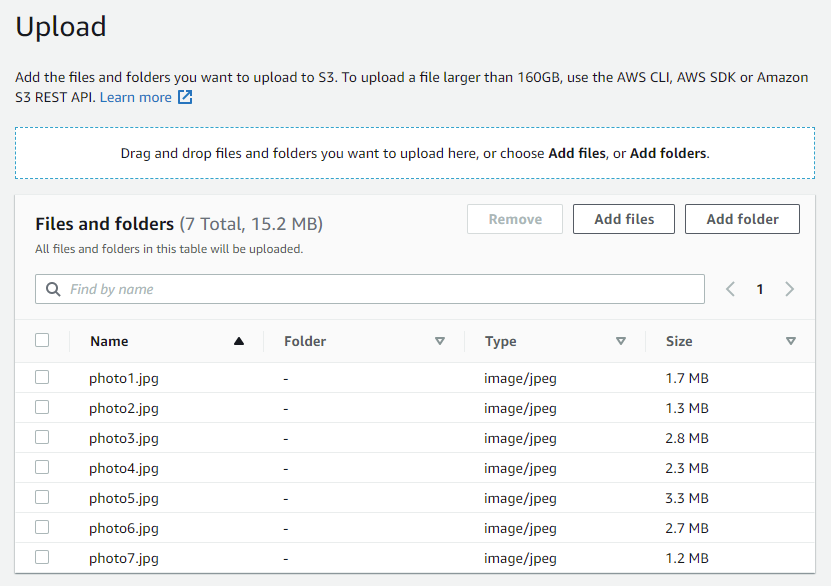 Upload
Add the files and folders you want to upload to S3. To upload a file larger than 160GB, use the AWS CLI, AWS SDK or Amazon
S3 REST API. Learn more
Drag and drop files and folders you want to upload here, or choose Add files, or Add folders.
Files and folders (7 Total, 15.2 MB)
Remove Add files Add folder
All files and folders in this table will be uploaded.
Find by name 1
Name Folder Type Size
photo1.jpg - image/jpeg 1.7 MB
photo2.jpg - image/jpeg 1.3 MB
photo3.jpg - image/jpeg 2.8 MB
photo4.jpg - image/jpeg 2.3 MB
photo5.jpg - image/jpeg 3.3 MB
photo6.jpg - image/jpeg 2.7 MB
photo7.jpg - image/jpeg 1.2 MB